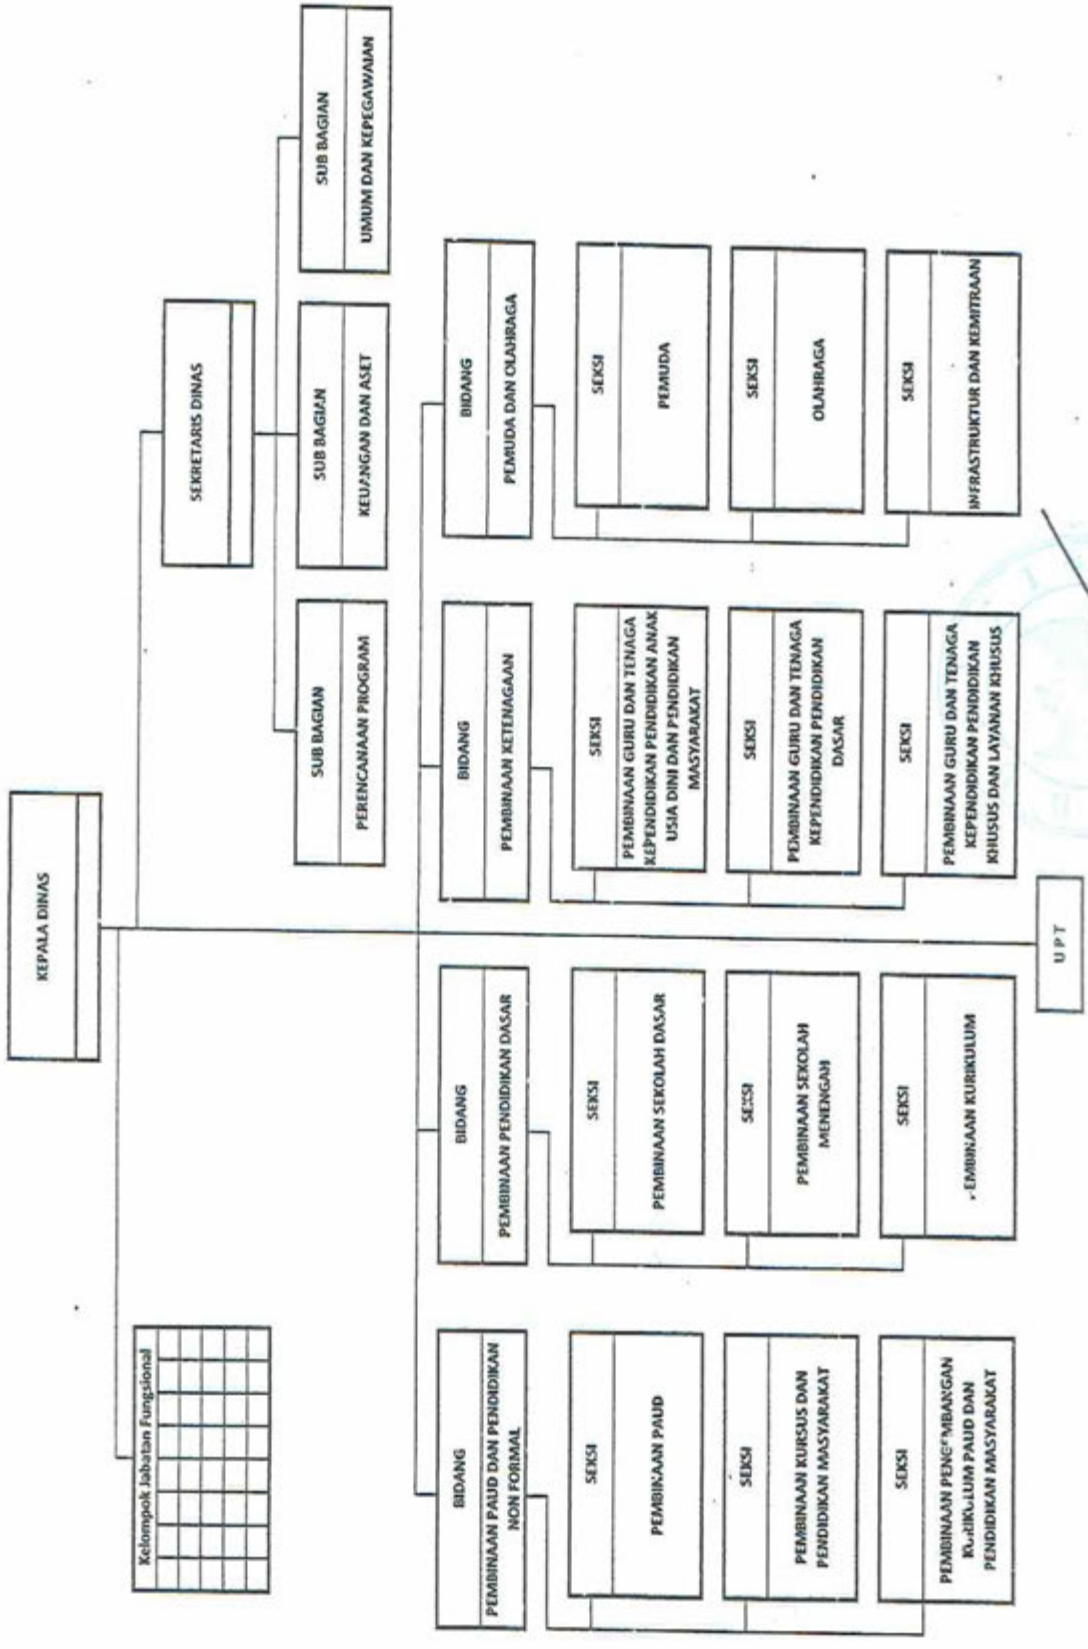 KEPALA DINAS
Kelompok Jabatan Fungsional
SEKRETARIS DINAS
SUB BAGIAN
PERENCANAAN PROGRAM
SUB BAGIAN
KEUANGAN DAN ASET
SUB BAGIAN
UMUM DAN KEPEGAWAIAN
BIDANG
PEMBINAAN PAUD DAN PENDIDIKAN
NON FORMAL
SEKSI
PEMBINAAN PAUD
SEKSI
PEMBINAAN KURSUS DAN
PENDIDIKAN MASYARAKAT
SEKSI
PEMBINAAN PENGEMBANGAN
KURIKULUM PAUD DAN
PENDIDIKAN MASYARAKAT
BIDANG
PEMBINAAN PENDIDIKAN DASAR
SEKSI
PEMBINAAN SEKOLAH DASAR
SEKSI
PEMBINAAN SEKOLAH
MENENGAH
SEKSI
PEMBINAAN KURIKULUM
BIDANG
PEMBINAAN KETENAGAAN
SEKSI
PEMBINAAN GURU DAN TENAGA
KEPENDIDIKAN PENDIDIKAN ANAK
USIA DINI DAN PENDIDIKAN
MASYARAKAT
SEKSI
PEMBINAAN GURU DAN TENAGA
KEPENDIDIKAN PENDIDIKAN
DASAR
SEKSI
PEMBINAAN GURU DAN TENAGA
KEPENDIDIKAN PENDIDIKAN
KHUSUS DAN LAYANAN KHUSUS
BIDANG
PEMUDA DAN OLAHRAGA
SEKSI
PEMUDA
SEKSI
OLAHRAGA
SEKSI
INFRASTRUKTUR DAN KEMITRAAN
U P T